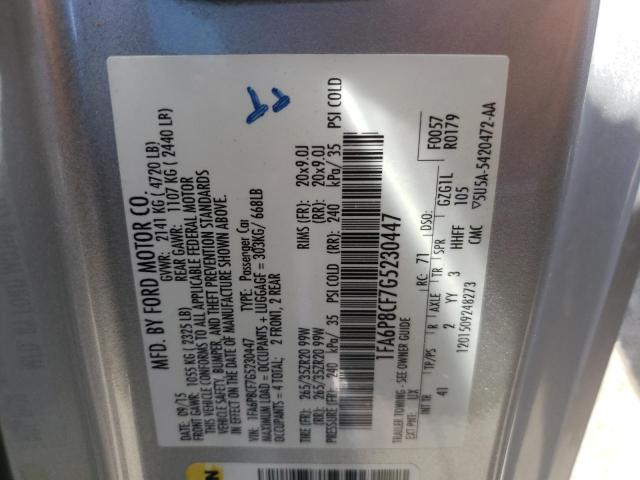 MFD. BY FORD MOTOR CO.
DATE: 09/15 GVWR: 2141 KG ( 4720 LB)
FRONT GAWR: 1055 KG ( 2325 LB) REAR GAWR: 1107 KG ( 2440 LB)
THIS VEHICLE CONFORMS TO ALL APPLICABLE FEDERAL MOTOR
VEHICLE SAFETY, BUMPER, AND THEFT PREVENTION STANDARDS
IN EFFECT ON THE DATE OF MANUFACTURE SHOWN ABOVE.
VIN: 1FA6P8CF7G5230447 TYPE: Passenger Car
MAXIMUM LOAD = OCCUPANTS + LUGGAGE = 303KG/ 668LB
OCCUPANTS = 4 TOTAL/ 2 FRONT, 2 REAR
TIRE (FR): 265/35ZR20 99W RIMS (FR): 20x9.0J
(RR): 265/35ZR20 99W (RR): 20x9.0J
PRESSURE (FR): 240 kPa/ 35 PSI COLD (RR): 240 kPa/ 35 PSI COLD
1FA6P8CF7G5230447
TRAILER TOWING - SEE OWNER GUIDE
F0057
EXT PNT: UX RC: 71 DSO: R0179
INT TR TP/PS R AXLE TR SPR GZG1L
41 2 YY 3 HHFF 105
1201509248273 CMC ▽5U5A-5420472-AA